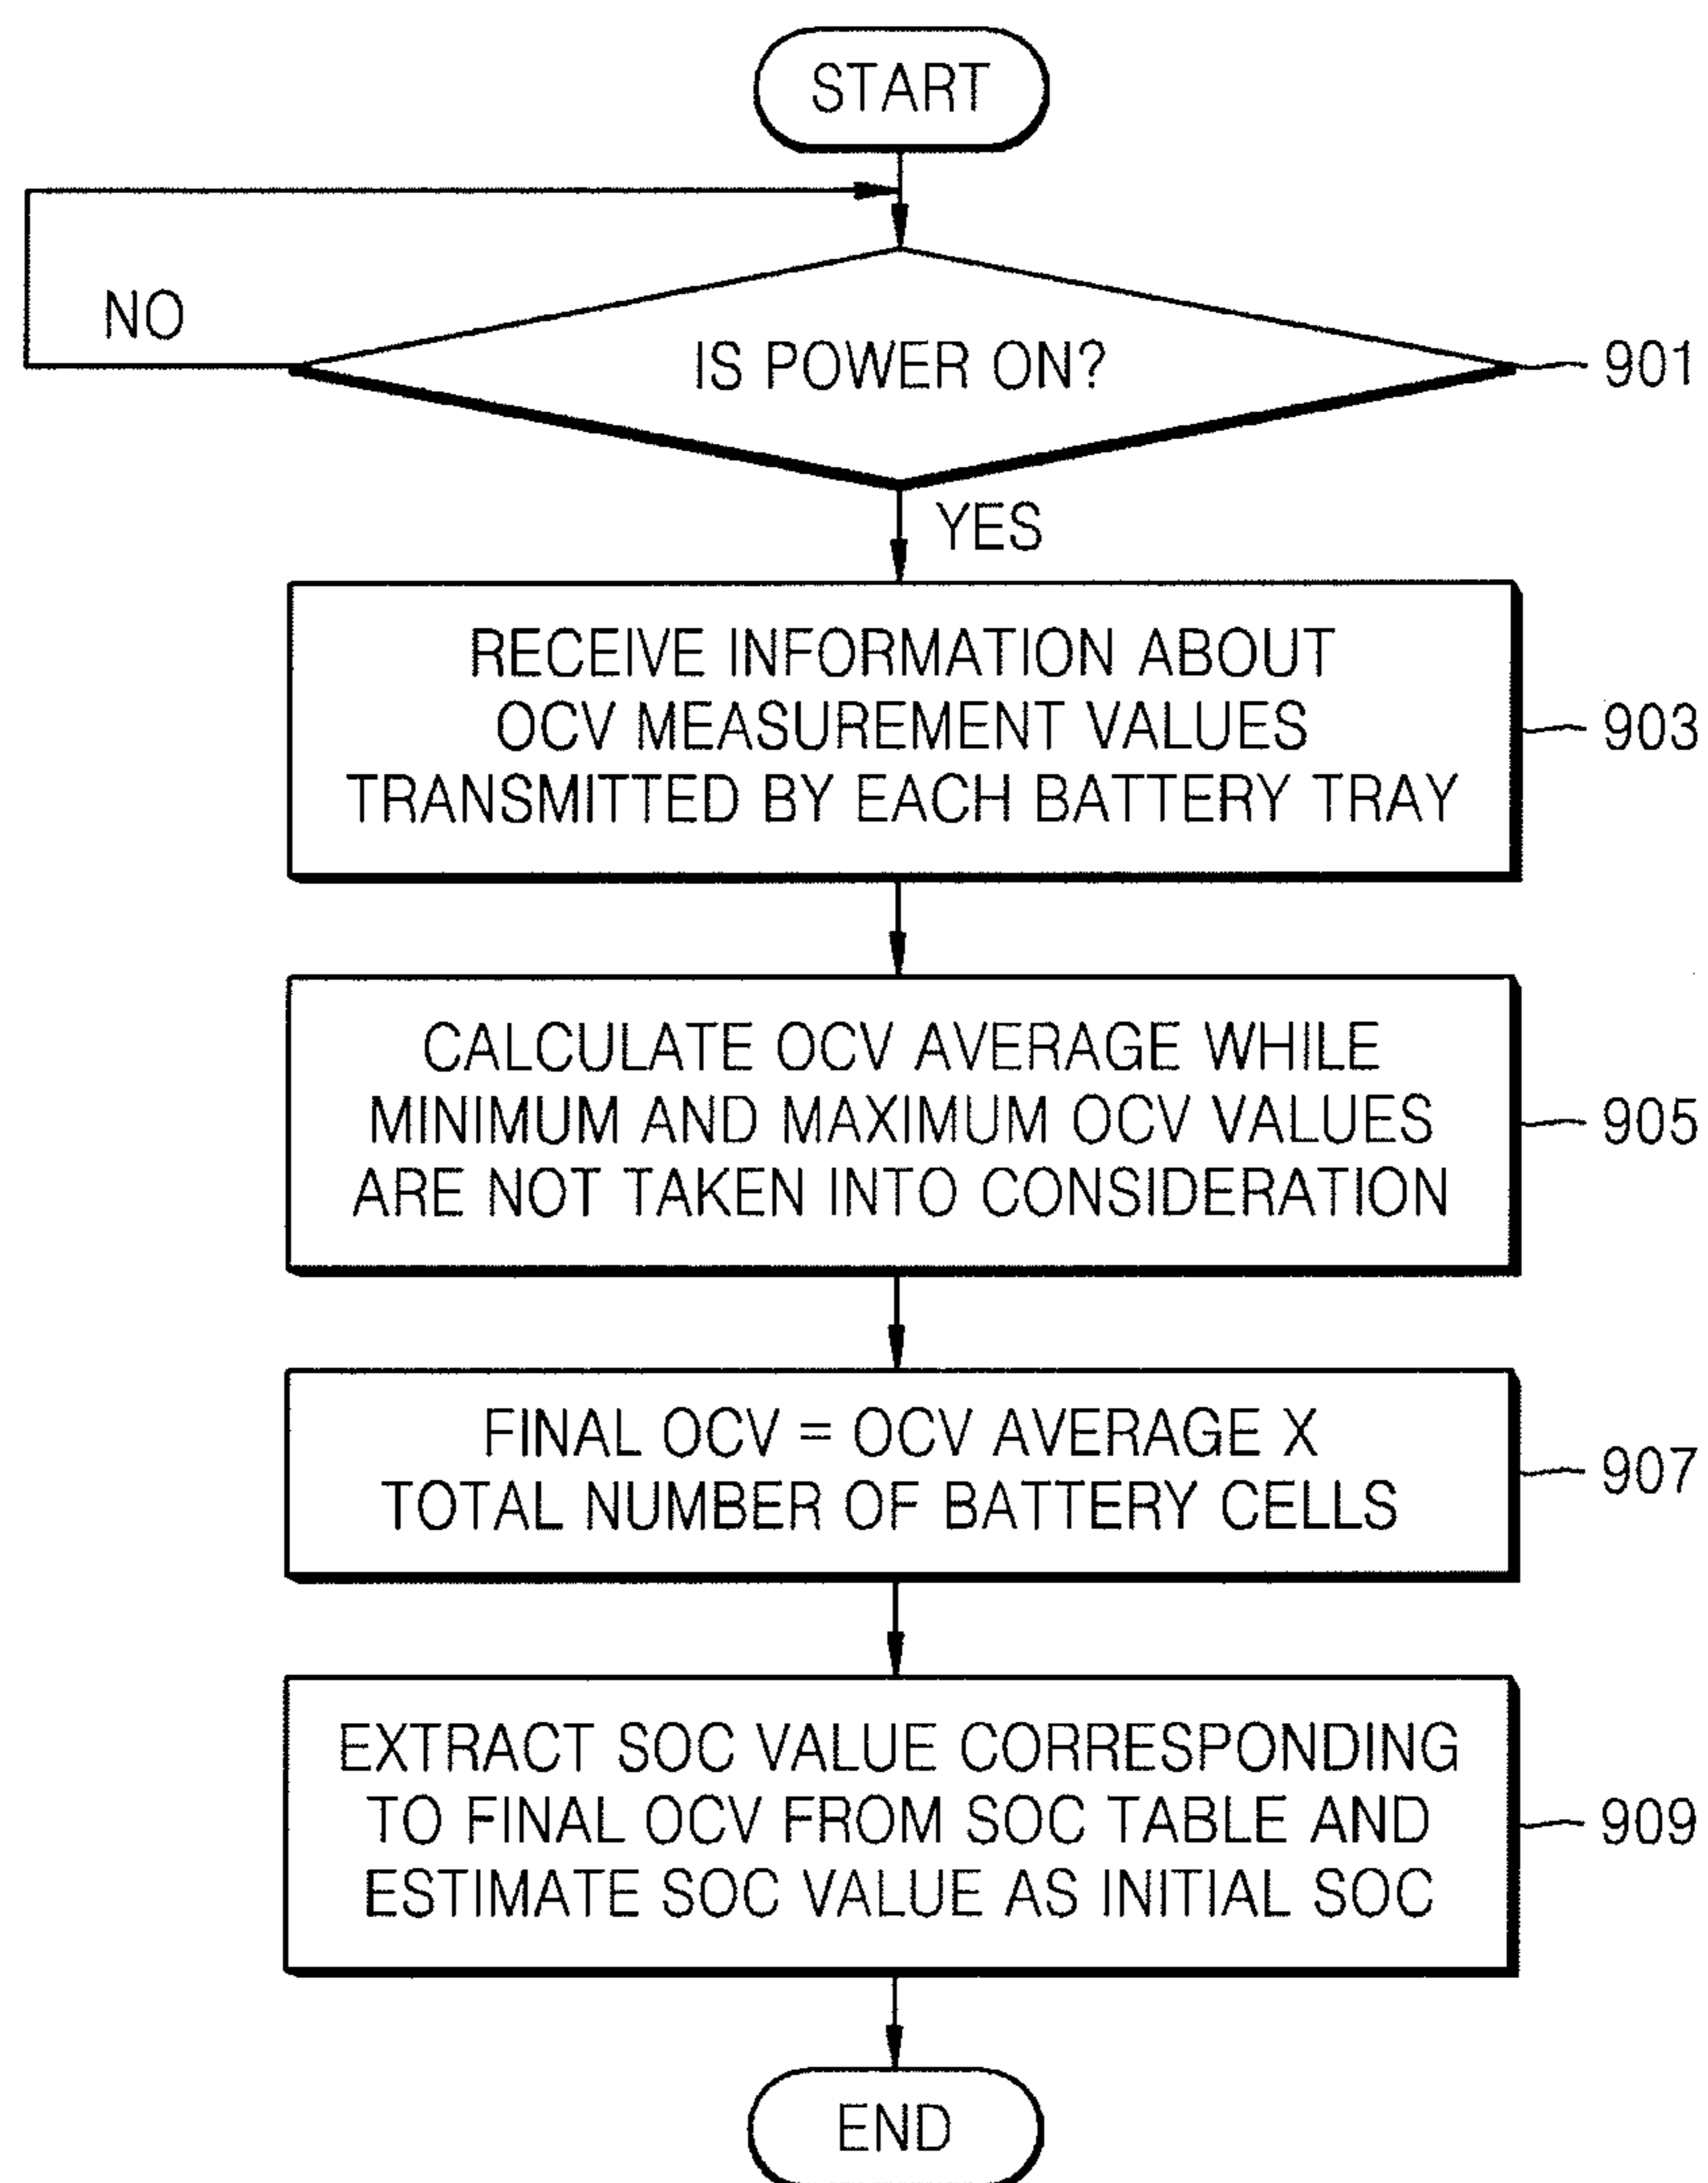 START
NO
IS POWER ON?
901
YES
RECEIVE INFORMATION ABOUT
OCV MEASUREMENT VALUES
903
TRANSMITTED BY EACH BATTERY TRAY
CALCULATE OCV AVERAGE WHILE
MINIMUM AND MAXIMUM OCV VALUES
905
ARE NOT TAKEN INTO CONSIDERATION
FINAL OCV = OCV AVERAGE X
907
TOTAL NUMBER OF BATTERY CELLS
EXTRACT SOC VALUE CORRESPONDING
TO FINAL OCV FROM SOC TABLE AND
909
ESTIMATE SOC VALUE AS INITIAL SOC
END